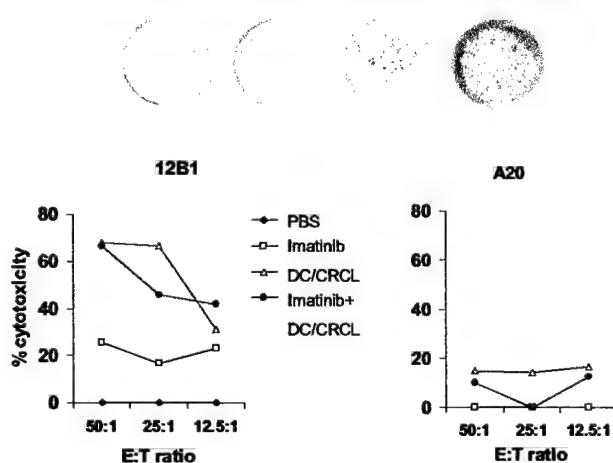 12B1
A20
80
60
40
20
0
% cytotoxicity
50:1 25:1 12.5:1
E:T ratio
PBS
Imatinib
DC/CRCL
Imatinib+
DC/CRCL
80
60
40
20
0
50:1 25:1 12.5:1
E:T ratio